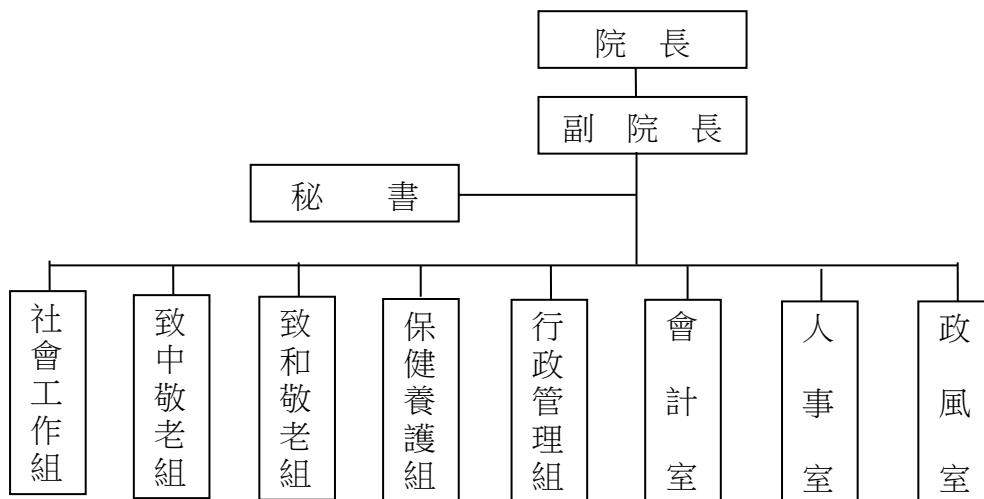 院長
副院長
秘書
社會工作組
致中敬老組
致和敬老組
保健養護組
行政管理組
會計室
人事室
政風室